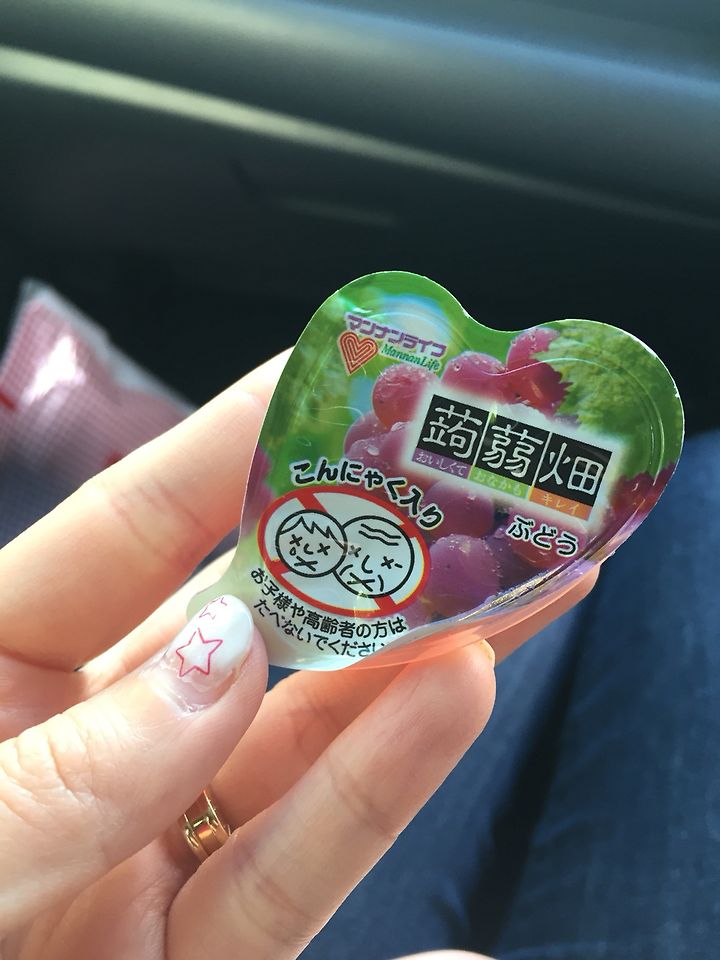 マンナンライフ
MannanLife
蒟蒻畑
おいしくて おなかも キレイ
こんにゃく入り
ぶどう
お子様や高齢者の方は
たべないでください